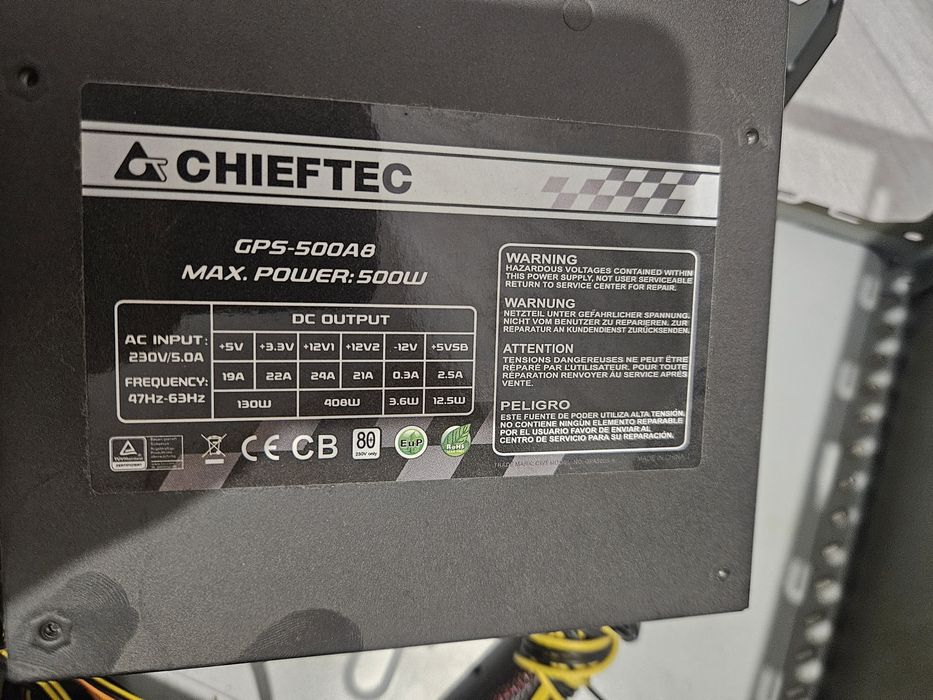 CHIEFTEC
GPS-500A8
MAX. POWER: 500W
AC INPUT:
230V/5.0A
FREQUENCY:
47Hz-63Hz
DC OUTPUT
+5V +3.3V +12V1 +12V2 -12V +5VSB
19A 22A 24A 21A 0.3A 2.5A
130W 408W 3.6W 12.5W
WARNING
HAZARDOUS VOLTAGES CONTAINED WITHIN
THIS POWER SUPPLY, NOT USER SERVICEABLE
RETURN TO SERVICE CENTER FOR REPAIR.
WARNUNG
NETZTEIL UNTER GEFÄHRLICHER SPANNUNG.
NICHT VOM BENUTZER ZU REPARIEREN. ZUR
REPARATUR AN KUNDENDIENST ZURÜCKSENDEN.
ATTENTION
TENSIONS DANGEREUSES NE PEUT ÊTRE
RÉPARÉ PAR L'UTILISATEUR. POUR TOUTE
RÉPARATION RENVOYER AU SERVICE APRÈS
VENTE.
PELIGRO
ESTE FUENTE DE PODER UTILIZA ALTA TENSIÓN.
NO CONTIENE NINGÚN ELEMENTO REPARABLE
POR EL USUARIO FAVOR DE ENVIAR AL
CENTRO DE SERVICIO PARA SU REPARACIÓN.
CE CB 80 EuP RoHS
230V only
TRADE MARK: CWT
MADE IN CHINA